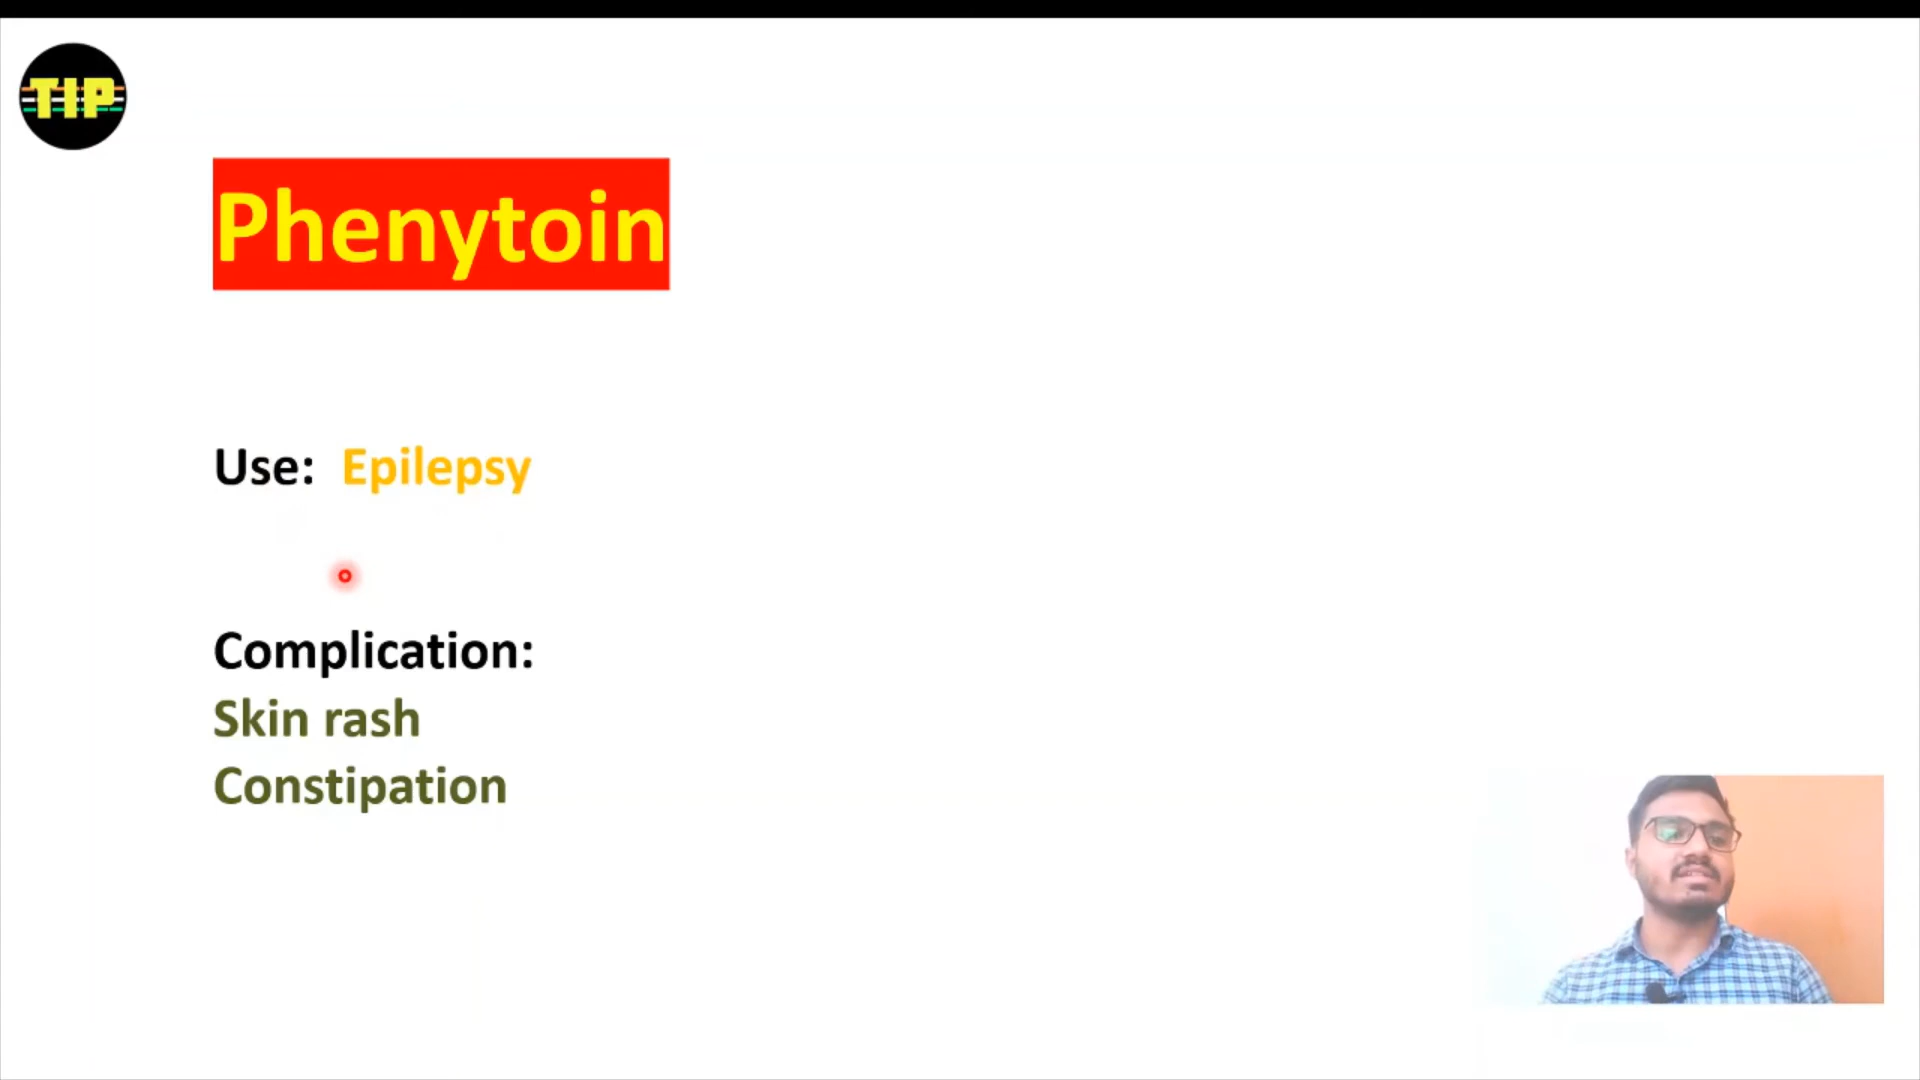 TIP
Phenytoin
Use: Epilepsy
Complication:
Skin rash
Constipation